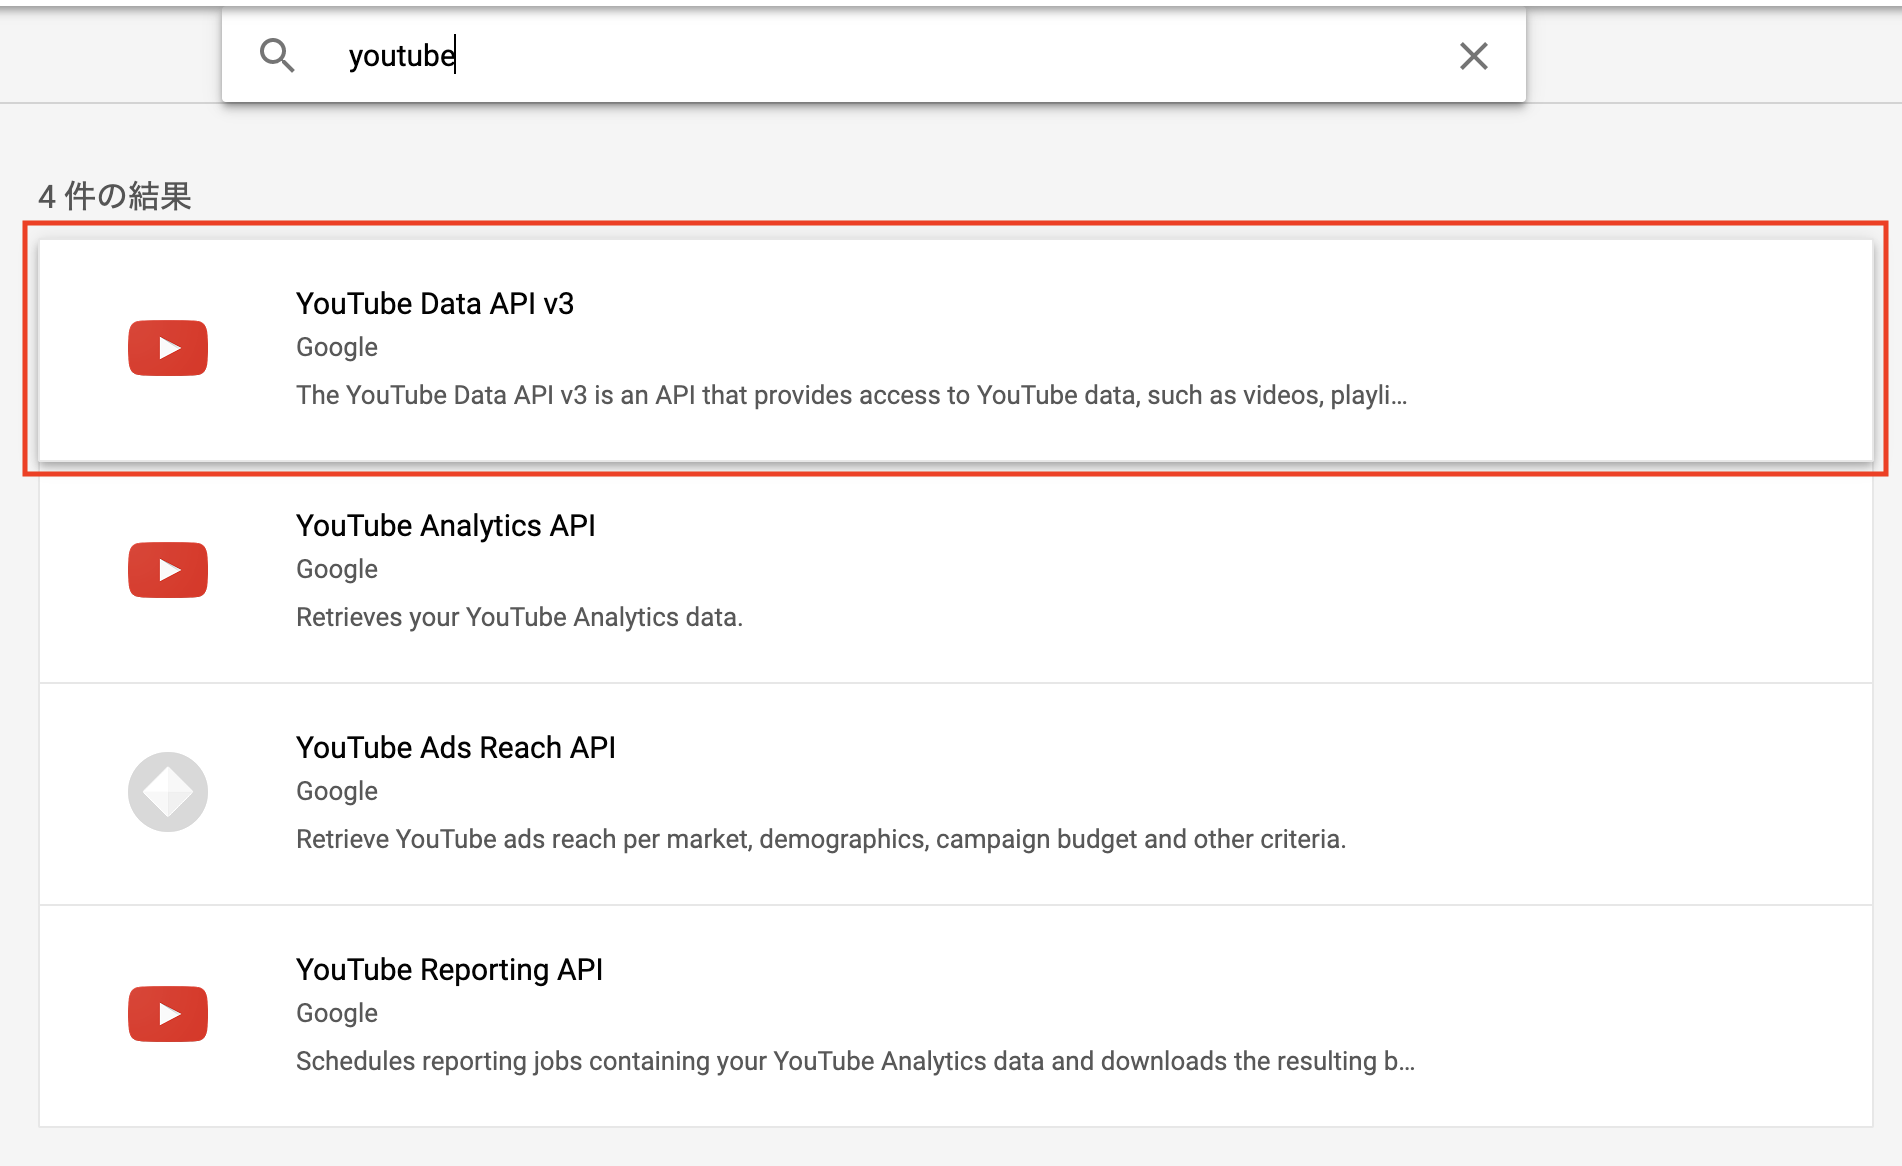 youtube
4 件の結果
YouTube Data API v3
Google
The YouTube Data API v3 is an API that provides access to YouTube data, such as videos, playli...
YouTube Analytics API
Google
Retrieves your YouTube Analytics data.
YouTube Ads Reach API
Google
Retrieve YouTube ads reach per market, demographics, campaign budget and other criteria.
YouTube Reporting API
Google
Schedules reporting jobs containing your YouTube Analytics data and downloads the resulting b...